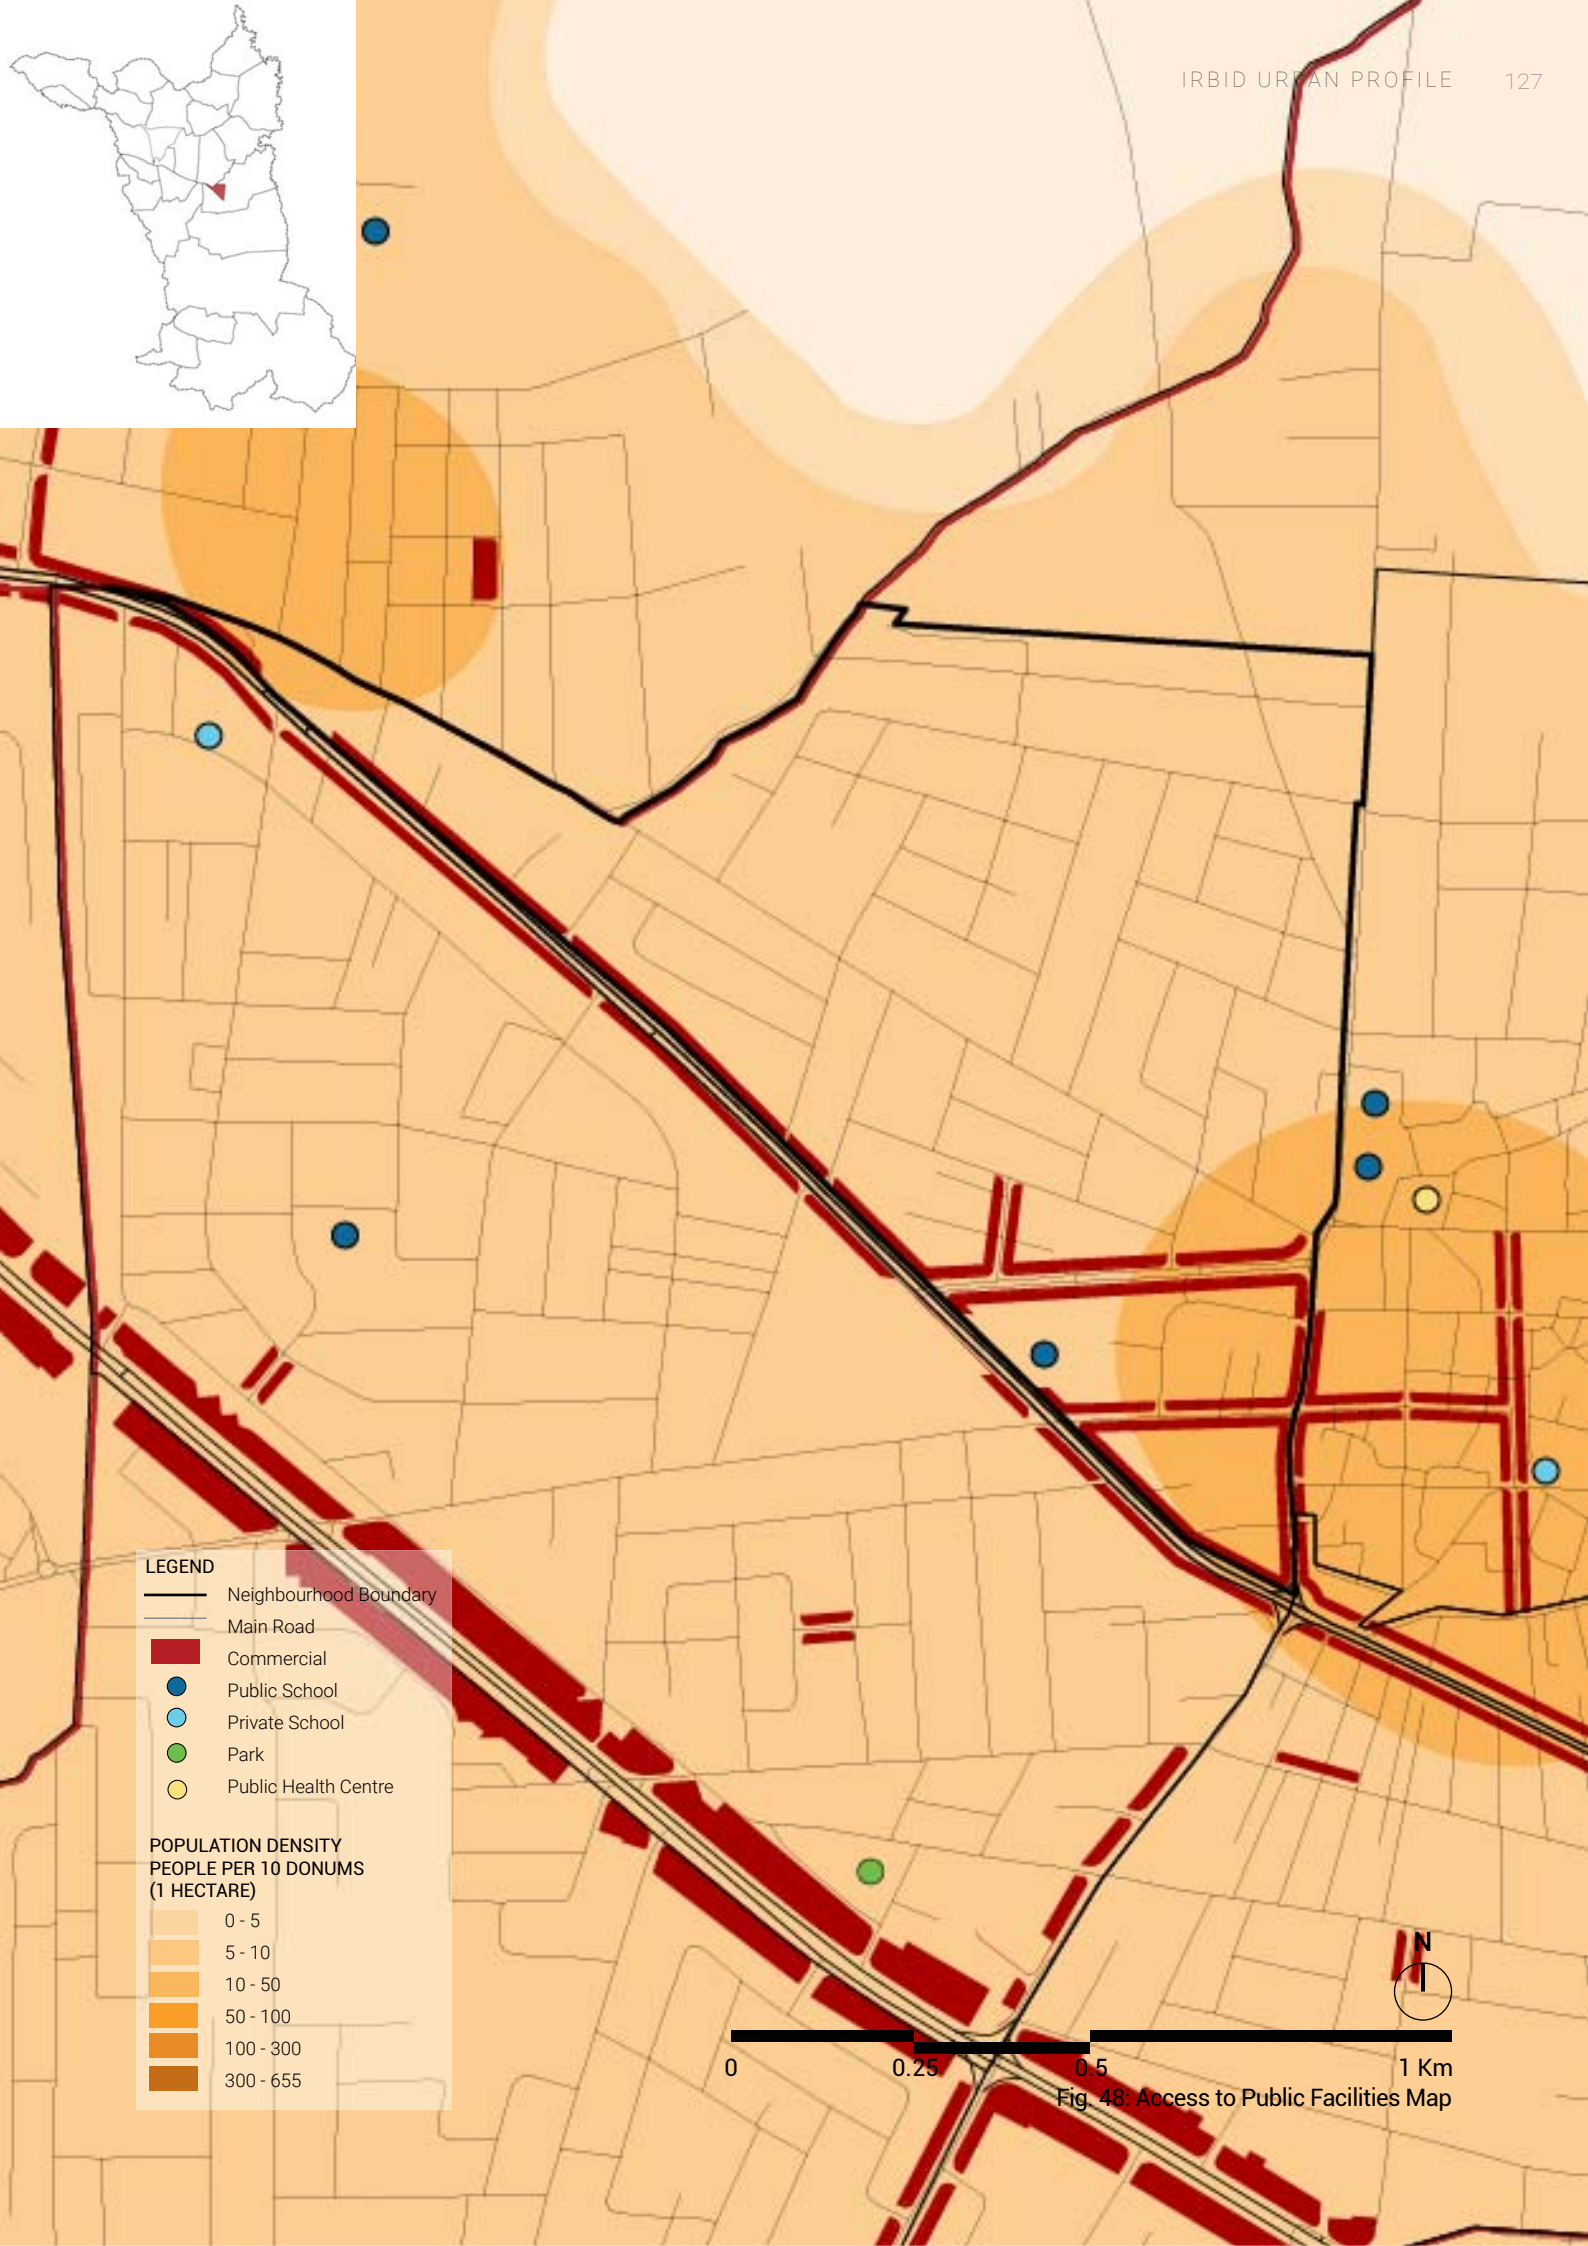 IRBID URBAN PROFILE 127
LEGEND
Neighbourhood Boundary
Main Road
Commercial
Public School
Private School
Park
Public Health Centre
POPULATION DENSITY
PEOPLE PER 10 DONUMS
(1 HECTARE)
0 - 5
5 - 10
10 - 50
50 - 100
100 - 300
300 - 655
N
0 0.25 0.5 1 Km
Fig. 48: Access to Public Facilities Map